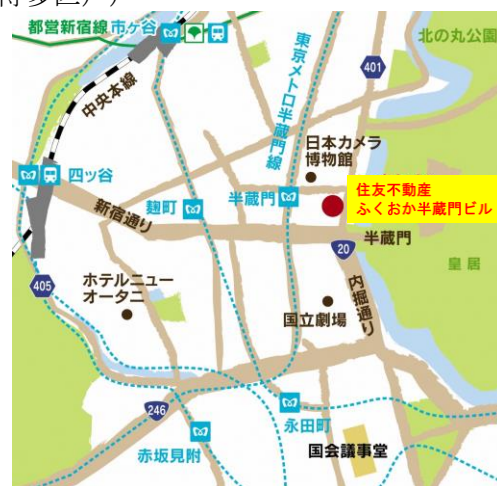 都営新宿線 市ヶ谷
北の丸公園
中央本線
東京メトロ半蔵門線
401
日本カメラ
博物館
四ツ谷
半蔵門
住友不動産
ふくおか半蔵門ビル
麹町
新宿通り
半蔵門
20
皇居
405
ホテルニュー
オータニ
内掘通り
国立劇場
246
永田町
赤坂見附
国会議事堂